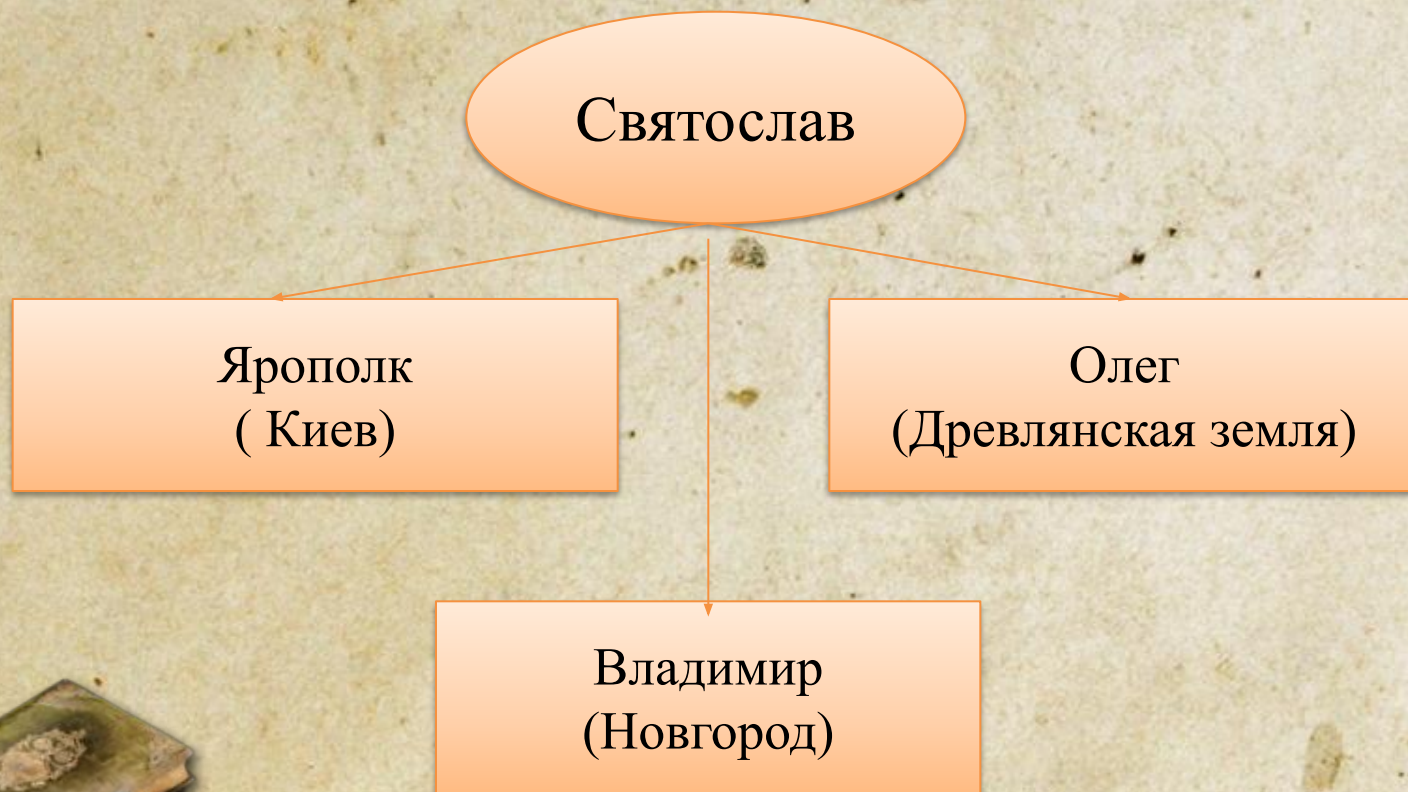 Святослав
Ярополк
( Киев)
Олег
(Древлянская земля)
Владимир
(Новгород)